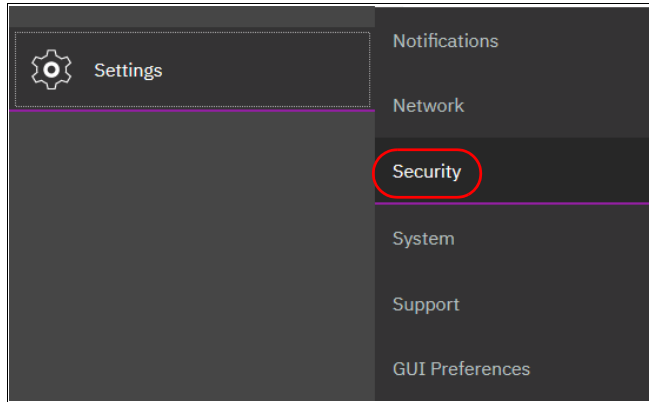 Settings
Notifications
Network
Security
System
Support
GUI Preferences